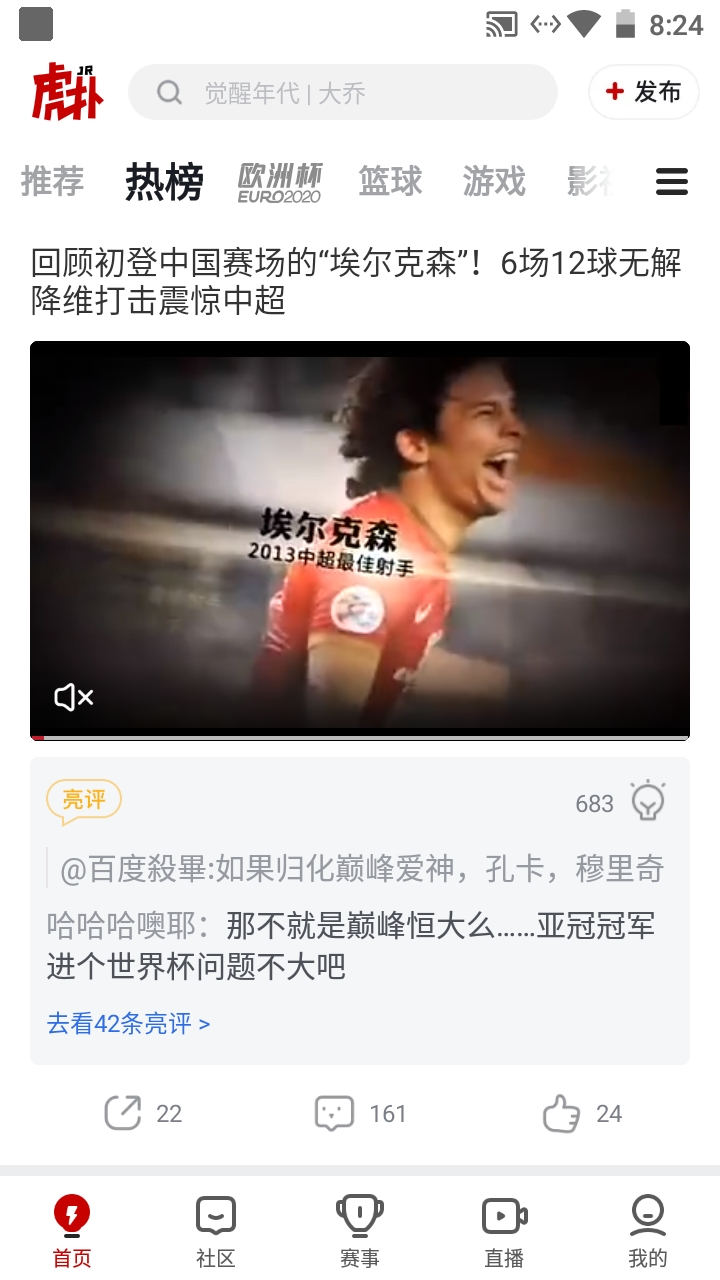 8:24
虎扑JR
觉醒年代 | 大乔
发布
推荐 热榜 欧洲杯 EURO2020 篮球 游戏 影
回顾初登中国赛场的“埃尔克森”！6场12球无解
降维打击震惊中超
埃尔克森
2013中超最佳射手
亮评
683
@百度殺畢:如果归化巅峰爱神，孔卡，穆里奇
哈哈哈噢耶：那不就是巅峰恒大么……亚冠冠军
进个世界杯问题不大吧
去看42条亮评 >
22 161 24
首页 社区 赛事 直播 我的